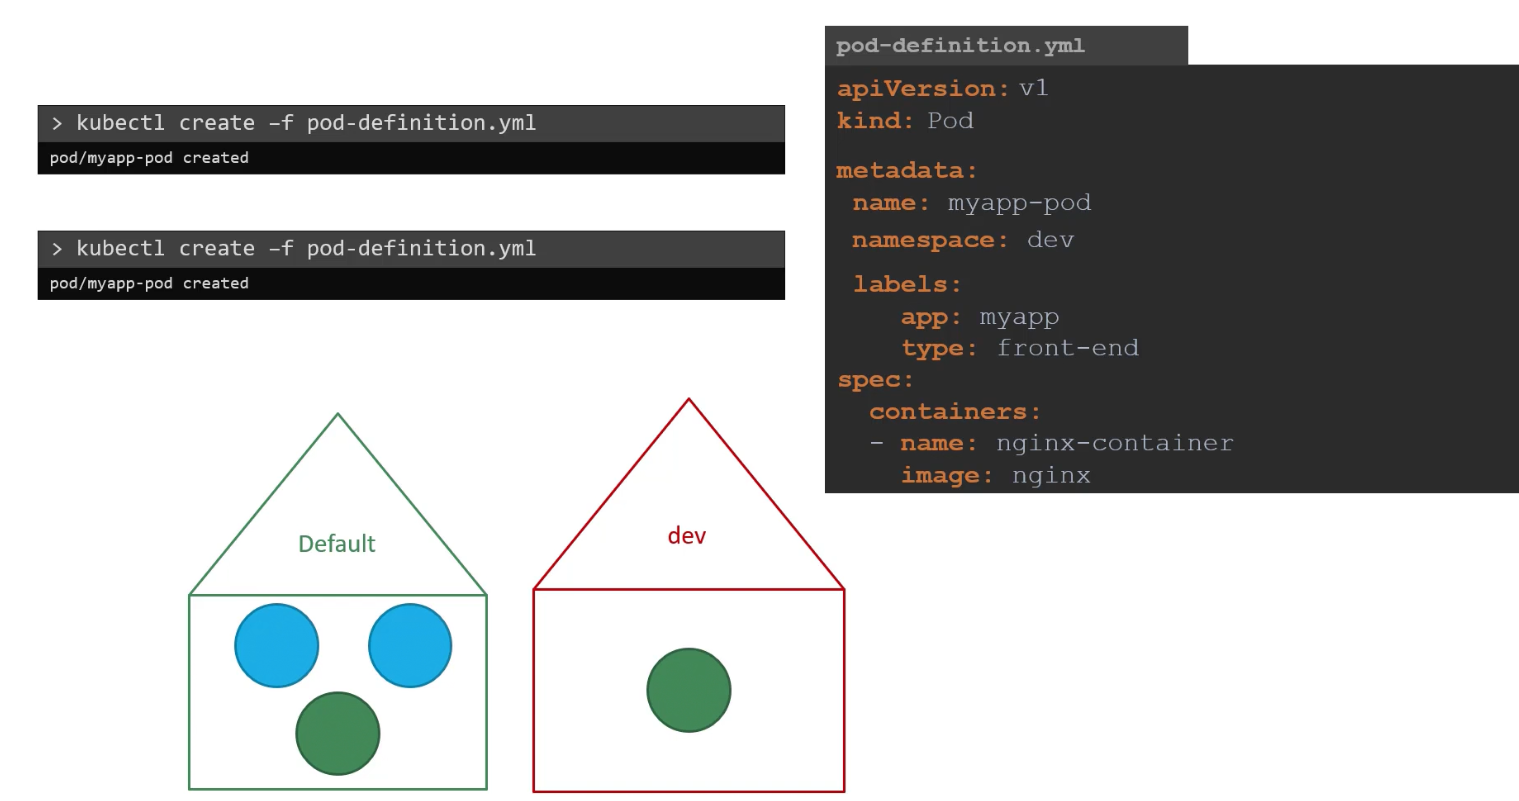 > kubectl create –f pod-definition.yml
pod/myapp-pod created
> kubectl create –f pod-definition.yml
pod/myapp-pod created
Default
dev
pod-definition.yml
apiVersion: v1
kind: Pod
metadata:
name: myapp-pod
namespace: dev
labels:
app: myapp
type: front-end
spec:
containers:
- name: nginx-container
image: nginx